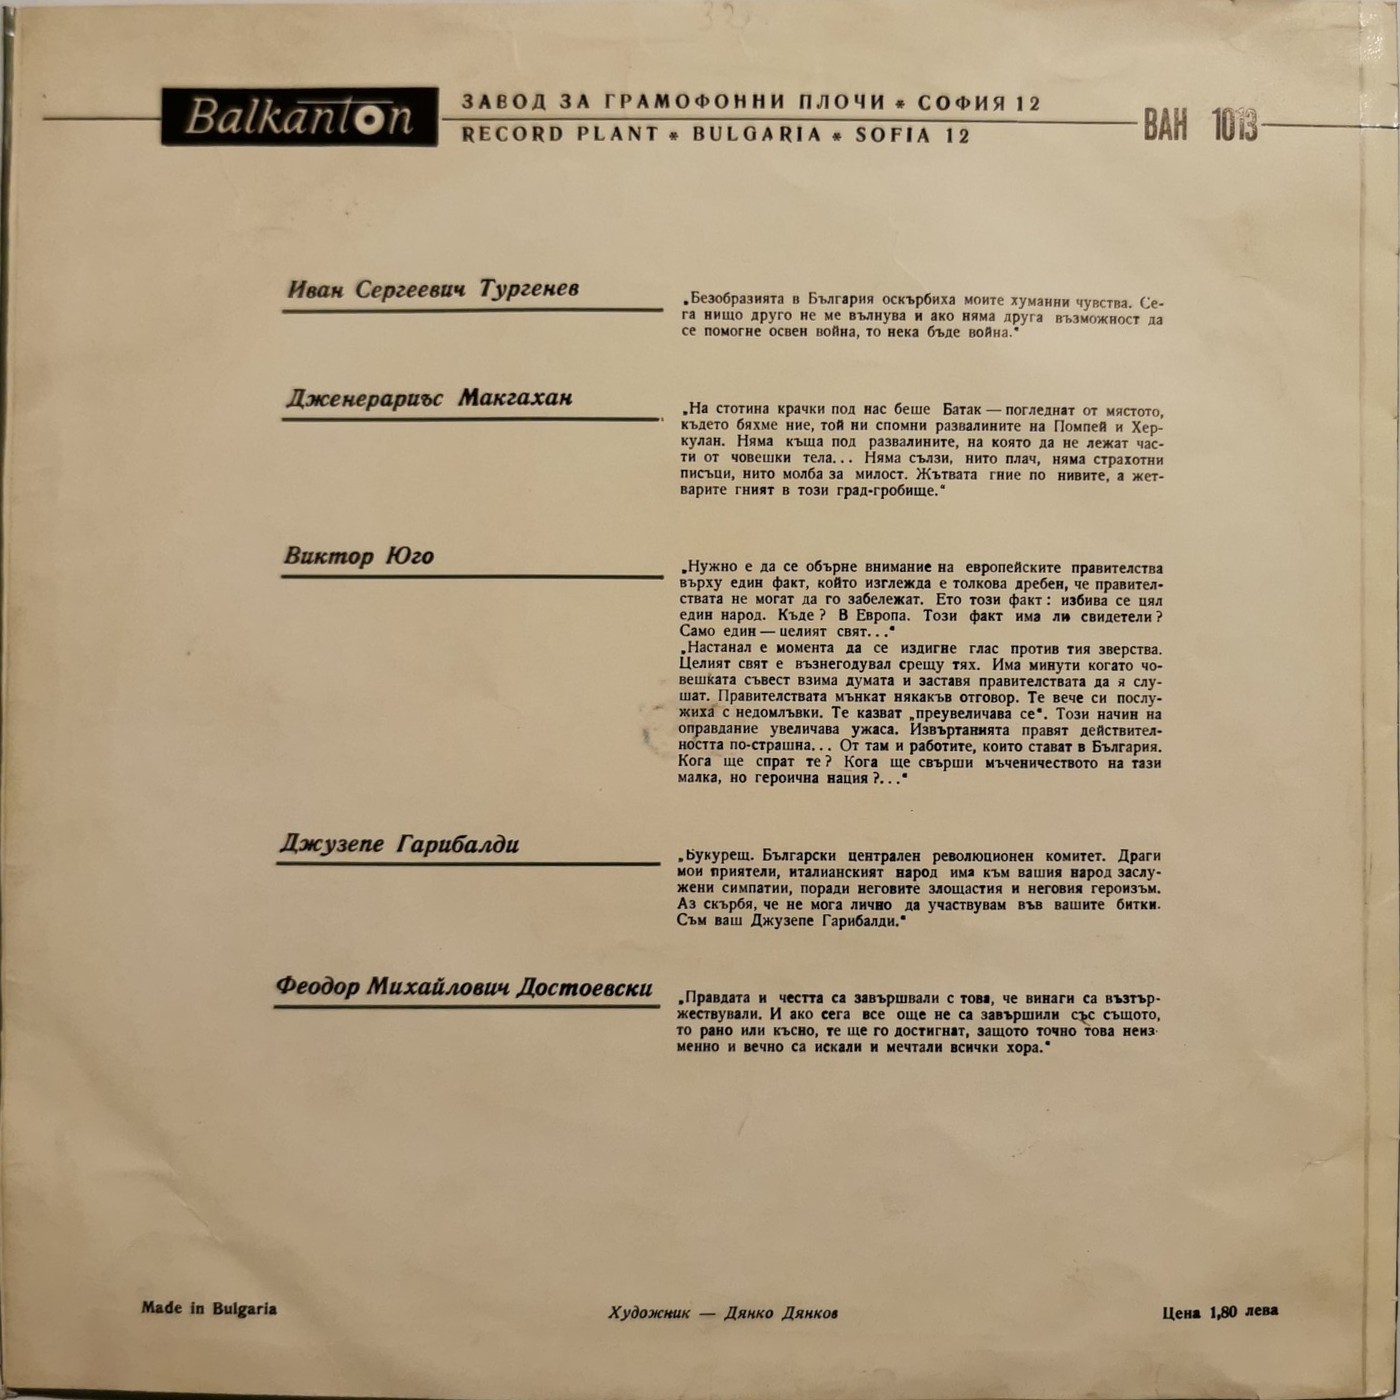 Balkanton
ЗАВОД ЗА ГРАМОФОННИ ПЛОЧИ * СОФИЯ 12
RECORD PLANT * BULGARIA * SOFIA 12
ВАН 1013
Иван Сергеевич Тургенев
„Безобразията в България оскърбиха моите хуманни чувства. Се-
га нищо друго не ме вълнува и ако няма друга възможност да
се помогне освен война, то нека бъде война.“
Дженерариъс Макгахан
„На стотина крачки под нас беше Батак — погледнат от мястото,
където бяхме ние, той ни спомни развалините на Помпей и Хер-
кулан. Няма къща под развалините, на която да не лежат час-
ти от човешки тела... Няма сълзи, нито плач, няма страхотни
писъци, нито молба за милост. Жътвата гние по нивите, а жет-
варите гният в този град-гробище.“
Виктор Юго
„Нужно е да се обърне внимание на европейските правителства
върху един факт, който изглежда е толкова дребен, че правител-
ствата не могат да го забележат. Ето този факт: избива се цял
един народ. Къде? В Европа. Този факт има ли свидетели?
Само един — целият свят...“
„Настанал е момента да се издигне глас против тия зверства.
Целият свят е възнегодувал срещу тях. Има минути когато чо-
вешката съвест взима думата и заставя правителствата да я слу-
шат. Правителствата мънкат някакъв отговор. Те вече си послу-
жиха с недомлъвки. Те казват „преувеличава се“. Този начин на
оправдание увеличава ужаса. Извъртанията правят действител-
ността по-страшна... От там и работите, които стават в България.
Кога ще спрат те? Кога ще свърши мъченичеството на тази
малка, но героична нация?...“
Джузепе Гарибалди
„Букурещ. Български централен революционен комитет. Драги
мои приятели, италианският народ има към вашия народ заслу-
жени симпатии, поради неговите злощастия и неговия героизъм.
Аз скърбя, че не мога лично да участвувам във вашите битки.
Съм ваш Джузепе Гарибалди.“
Феодор Михайлович Достоевски
„Правдата и честта са завършвали с това, че винаги са възтър-
жествували. И ако сега все още не са завършили със същото,
то рано или късно, те ще го достигнат, защото точно това неиз-
менно и вечно са искали и мечтали всички хора.“
Made in Bulgaria
Художник — Дянко Дянков
Цена 1,80 лева